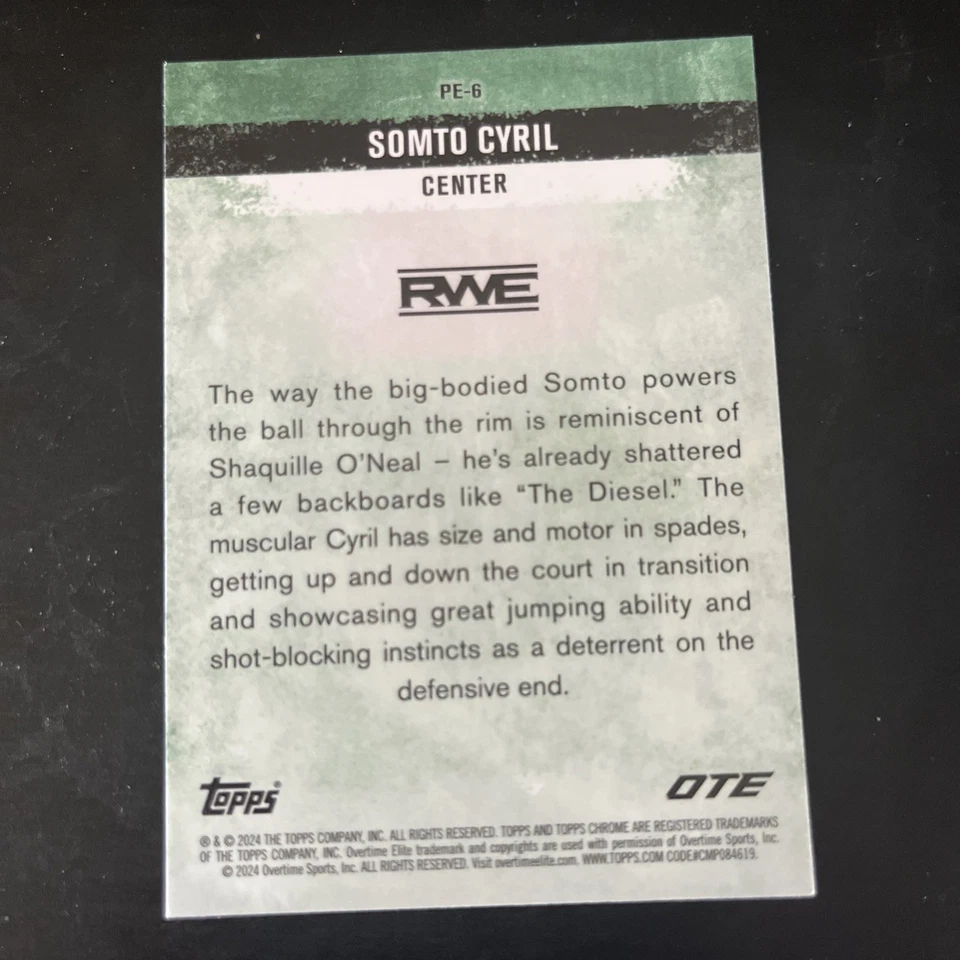 PE-6
SOMTO CYRIL
CENTER
RWE
The way the big-bodied Somto powers
the ball through the rim is reminiscent of
Shaquille O'Neal – he's already shattered
a few backboards like “The Diesel.” The
muscular Cyril has size and motor in spades,
getting up and down the court in transition
and showcasing great jumping ability and
shot-blocking instincts as a deterrent on the
defensive end.
Topps®
OTE
® & © 2024 THE TOPPS COMPANY, INC. ALL RIGHTS RESERVED. TOPPS AND TOPPS CHROME ARE REGISTERED TRADEMARKS
OF THE TOPPS COMPANY, INC. Overtime Elite trademark and copyrights are used with permission of Overtime Sports, Inc.
© 2024 Overtime Sports, Inc. ALL RIGHTS RESERVED. Visit overtimeelite.com. WWW.TOPPS.COM CODE#CMP084619.